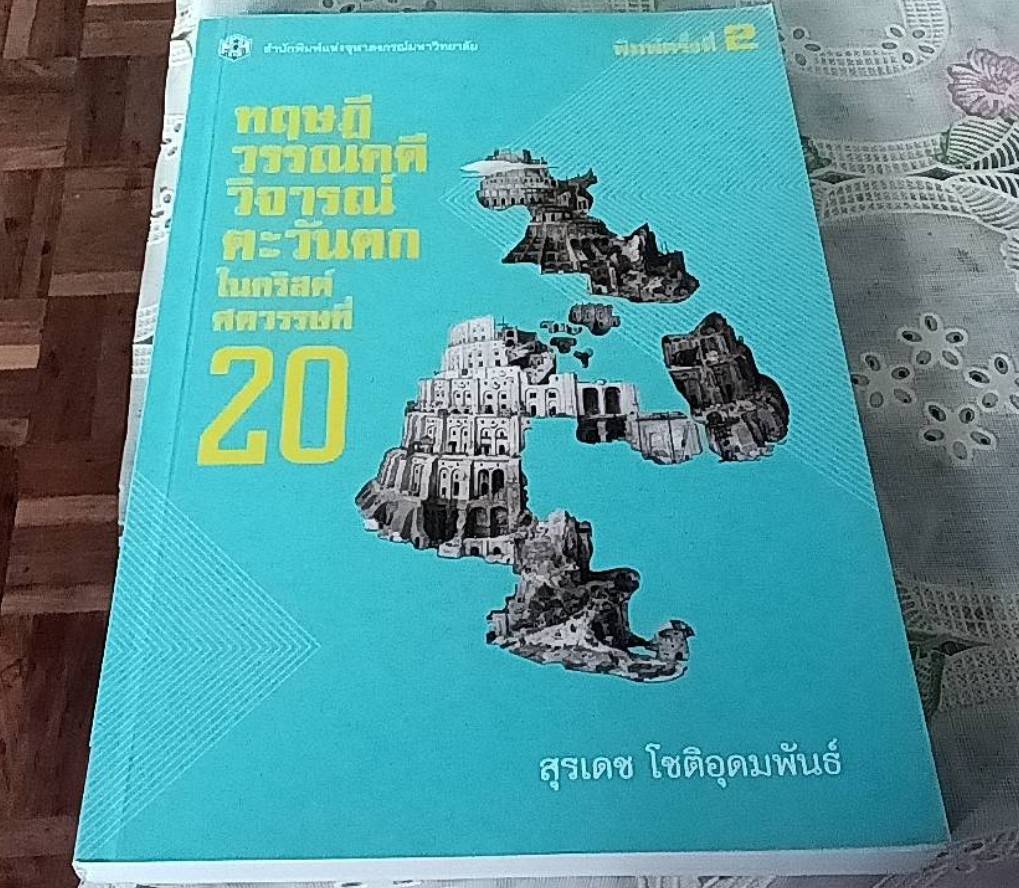 สำนักพิมพ์แห่งจุฬาลงกรณ์มหาวิทยาลัย
พิมพ์ครั้งที่ 2
ทฤษฎี
วรรณคดี
วิจารณ์
ตะวันตก
ในคริสต์
ศตวรรษที่
20
สุรเดช โชติอุดมพันธ์